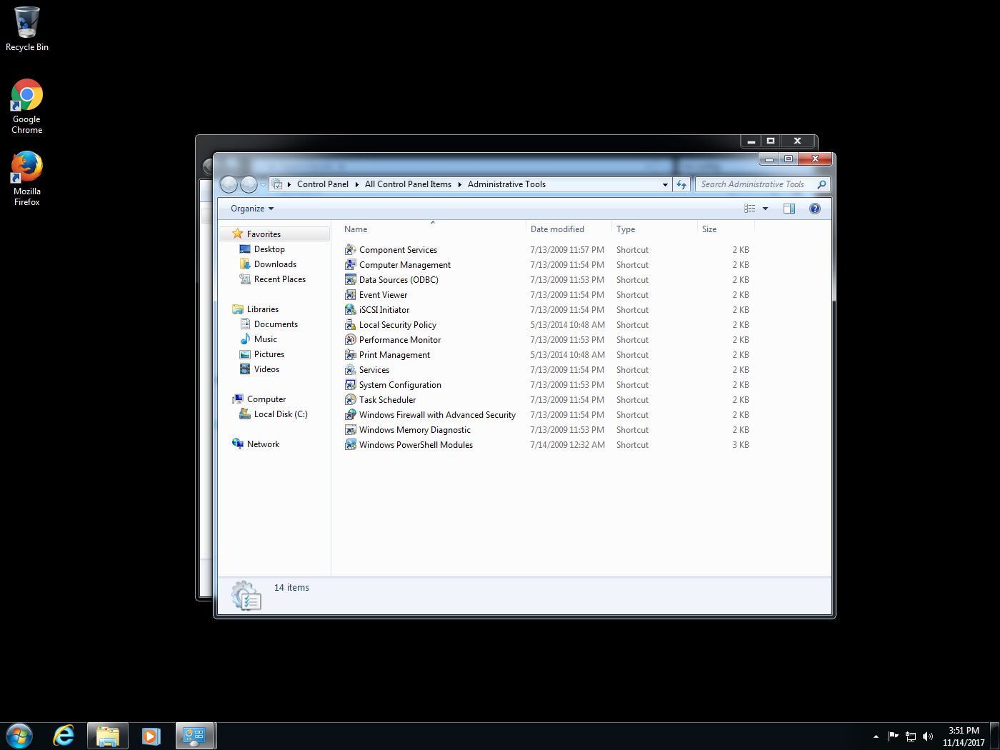 Recycle Bin
Google
Chrome
Mozilla
Firefox
Control Panel
All Control Panel Items
Administrative Tools
Search Administrative Tools
Organize
Favorites
Desktop
Downloads
Recent Places
Libraries
Documents
Music
Pictures
Videos
Computer
Local Disk (C:)
Network
Name Date modified Type Size
Component Services 7/13/2009 11:57 PM Shortcut 2 KB
Computer Management 7/13/2009 11:54 PM Shortcut 2 KB
Data Sources (ODBC) 7/13/2009 11:53 PM Shortcut 2 KB
Event Viewer 7/13/2009 11:54 PM Shortcut 2 KB
iSCSI Initiator 7/13/2009 11:54 PM Shortcut 2 KB
Local Security Policy 5/13/2014 10:48 AM Shortcut 2 KB
Performance Monitor 7/13/2009 11:53 PM Shortcut 2 KB
Print Management 5/13/2014 10:48 AM Shortcut 2 KB
Services 7/13/2009 11:54 PM Shortcut 2 KB
System Configuration 7/13/2009 11:53 PM Shortcut 2 KB
Task Scheduler 7/13/2009 11:54 PM Shortcut 2 KB
Windows Firewall with Advanced Security 7/13/2009 11:54 PM Shortcut 2 KB
Windows Memory Diagnostic 7/13/2009 11:53 PM Shortcut 2 KB
Windows PowerShell Modules 7/14/2009 12:32 AM Shortcut 3 KB
14 items
3:51 PM
11/14/2017